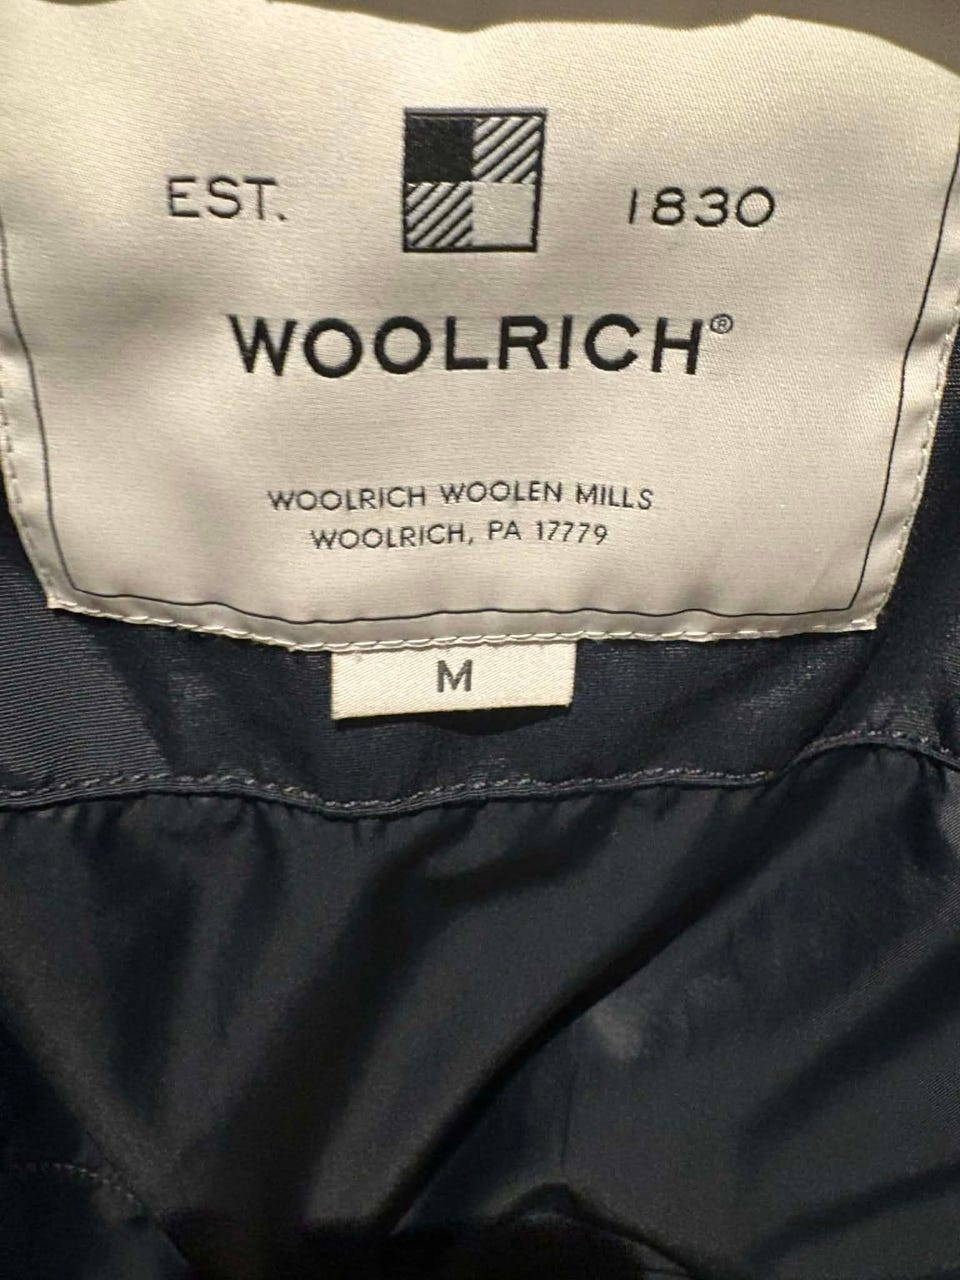 EST. 1830
WOOLRICH®
WOOLRICH WOOLEN MILLS
WOOLRICH, PA 17779
M